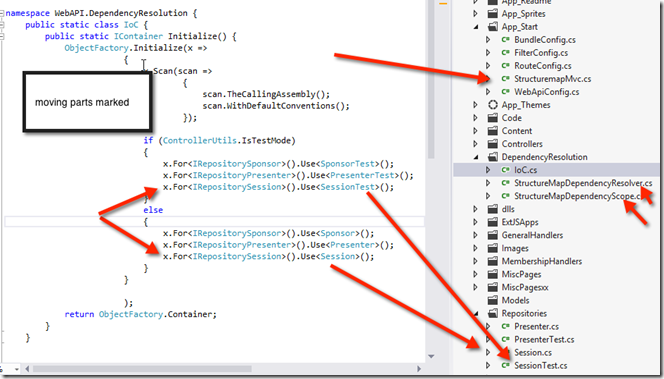 namespace WebAPI.DependencyResolution {
public static class IoC {
public static IContainer Initialize() {
ObjectFactory.Initialize(x =>
{
x.Scan(scan =>
{
scan.TheCallingAssembly();
scan.WithDefaultConventions();
});
moving parts marked
if (ControllerUtils.IsTestMode)
{
x.For<IRepositorySponsor>().Use<SponsorTest>();
x.For<IRepositoryPresenter>().Use<PresenterTest>();
x.For<IRepositorySession>().Use<SessionTest>();
}
else
{
x.For<IRepositorySponsor>().Use<Sponsor>();
x.For<IRepositoryPresenter>().Use<Presenter>();
x.For<IRepositorySession>().Use<Session>();
}
}
);
return ObjectFactory.Container;
}
}
App_Readme
App_Sprites
App_Start
BundleConfig.cs
FilterConfig.cs
RouteConfig.cs
StructuremapMvc.cs
WebApiConfig.cs
App_Themes
Code
Content
Controllers
DependencyResolution
IoC.cs
StructureMapDependencyResolver.cs
StructureMapDependencyScope.cs
dlls
ExtJSApps
GeneralHandlers
Images
MembershipHandlers
MiscPages
MiscPagesxx
Models
Repositories
Presenter.cs
PresenterTest.cs
Session.cs
SessionTest.cs